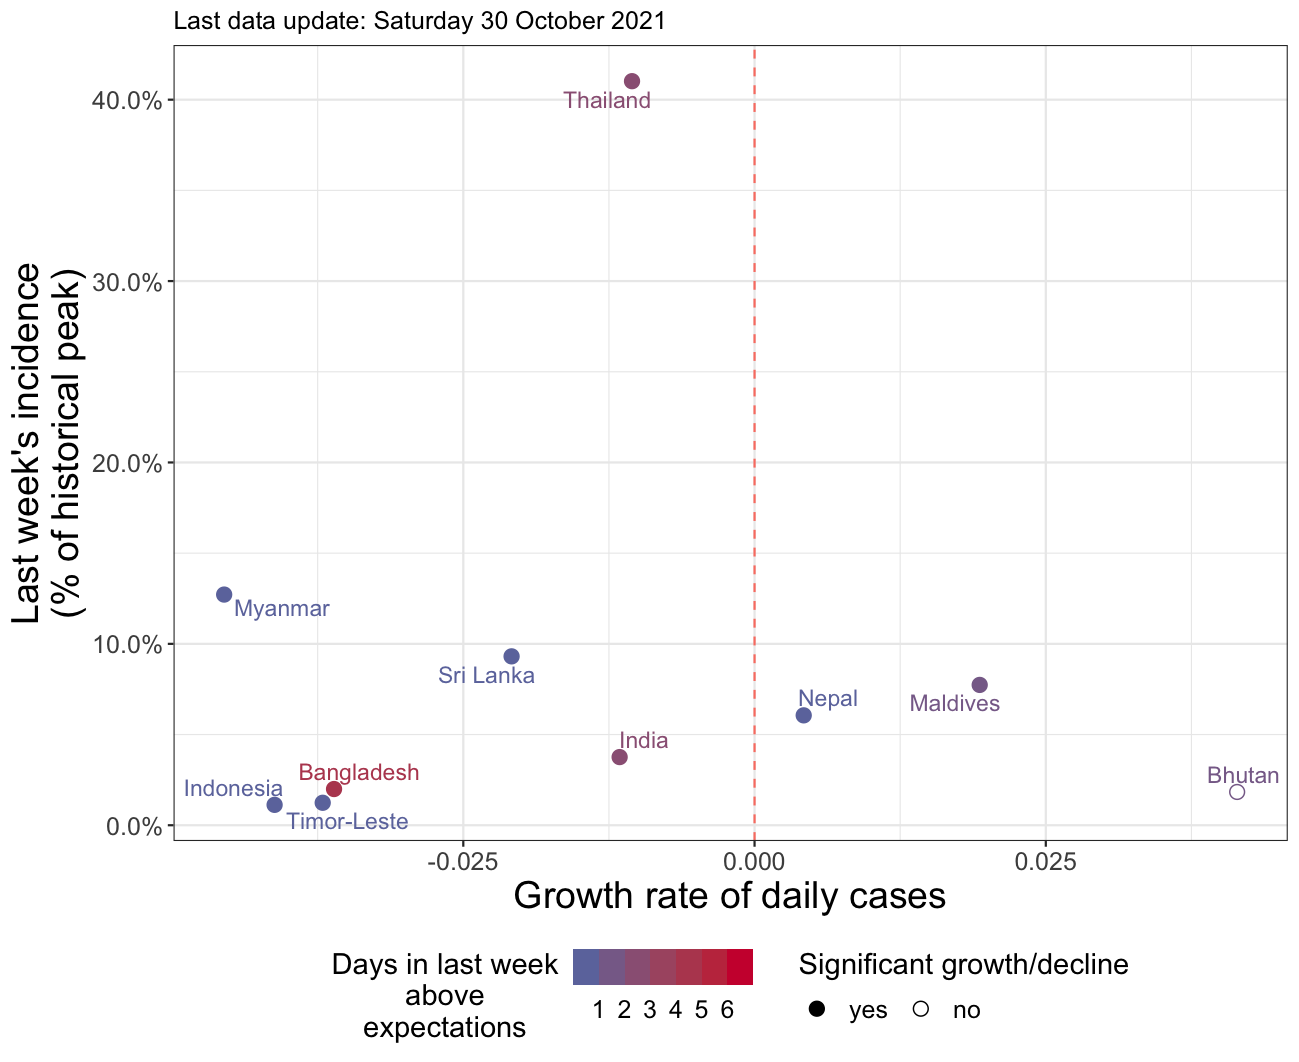 Last data update: Saturday 30 October 2021
Last week's incidence
(% of historical peak)
40.0%
30.0%
20.0%
10.0%
0.0%
Thailand
Myanmar
Sri Lanka
Nepal
Maldives
India
Bangladesh
Indonesia
Timor-Leste
Bhutan
-0.025 0.000 0.025
Growth rate of daily cases
Days in last week
above
expectations
1 2 3 4 5 6
Significant growth/decline
yes no